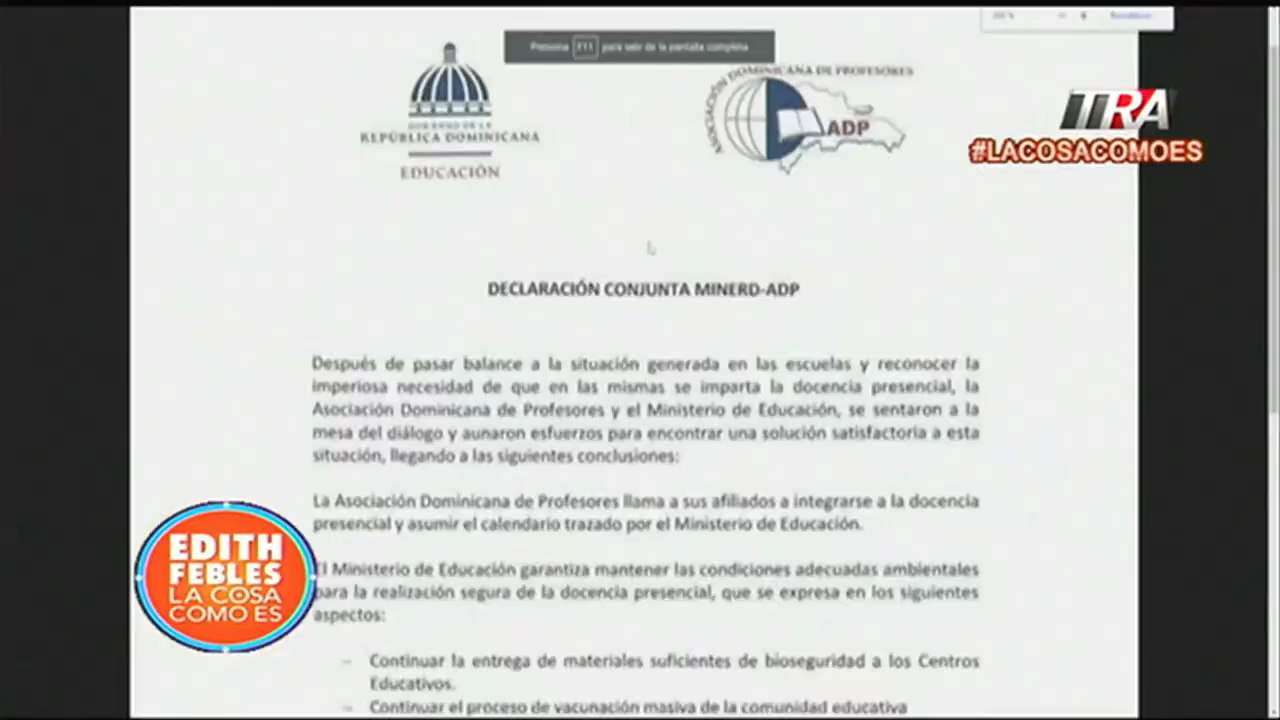 Presiona F11 para salir de la pantalla completa
GOBIERNO DE LA
REPÚBLICA DOMINICANA
EDUCACIÓN
ASOCIACIÓN DOMINICANA DE PROFESORES
ADP
TRA
#LACOSACOMOES
DECLARACIÓN CONJUNTA MINERD-ADP
Después de pasar balance a la situación generada en las escuelas y reconocer la
imperiosa necesidad de que en las mismas se imparta la docencia presencial, la
Asociación Dominicana de Profesores y el Ministerio de Educación, se sentaron a la
mesa del diálogo y aunaron esfuerzos para encontrar una solución satisfactoria a esta
situación, llegando a las siguientes conclusiones:
La Asociación Dominicana de Profesores llama a sus afiliados a integrarse a la docencia
presencial y asumir el calendario trazado por el Ministerio de Educación.
El Ministerio de Educación garantiza mantener las condiciones adecuadas ambientales
para la realización segura de la docencia presencial, que se expresa en los siguientes
aspectos:
- Continuar la entrega de materiales suficientes de bioseguridad a los Centros
Educativos.
- Continuar el proceso de vacunación masiva de la comunidad educativa
EDITH
FEBLES
LA COSA
COMO ES